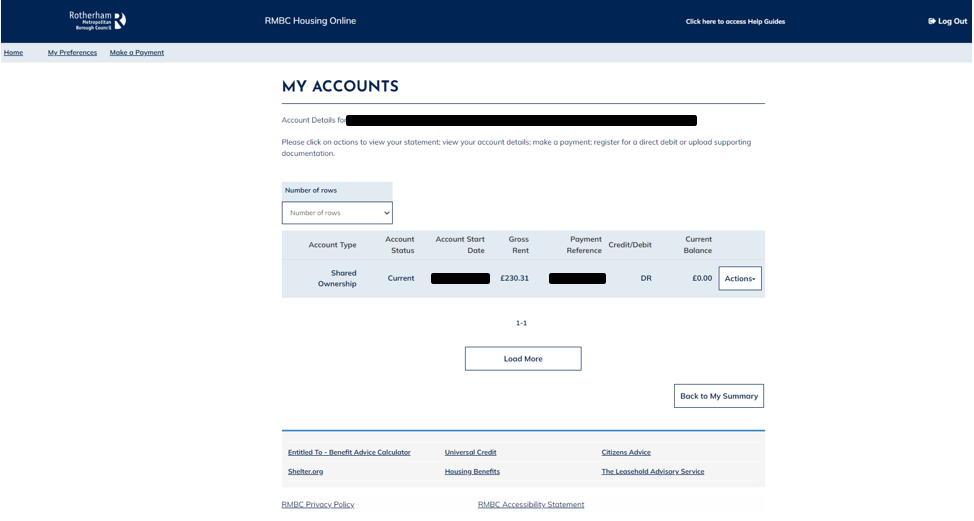 Rotherham
Metropolitan
Borough Council
RMBC Housing Online
Click here to access Help Guides
Log Out
Home
My Preferences
Make a Payment
MY ACCOUNTS
Account Details for
Please click on actions to view your statement; view your account details; make a payment; register for a direct debit or upload supporting
documentation.
Number of rows
Number of rows
Account Type
Account
Status
Account Start
Date
Gross
Rent
Payment
Reference
Credit/Debit
Current
Balance
Shared
Ownership
Current
£230.31
DR
£0.00
Actions
1-1
Load More
Back to My Summary
Entitled To - Benefit Advice Calculator
Universal Credit
Citizens Advice
Shelter.org
Housing Benefits
The Leasehold Advisory Service
RMBC Privacy Policy
RMBC Accessibility Statement